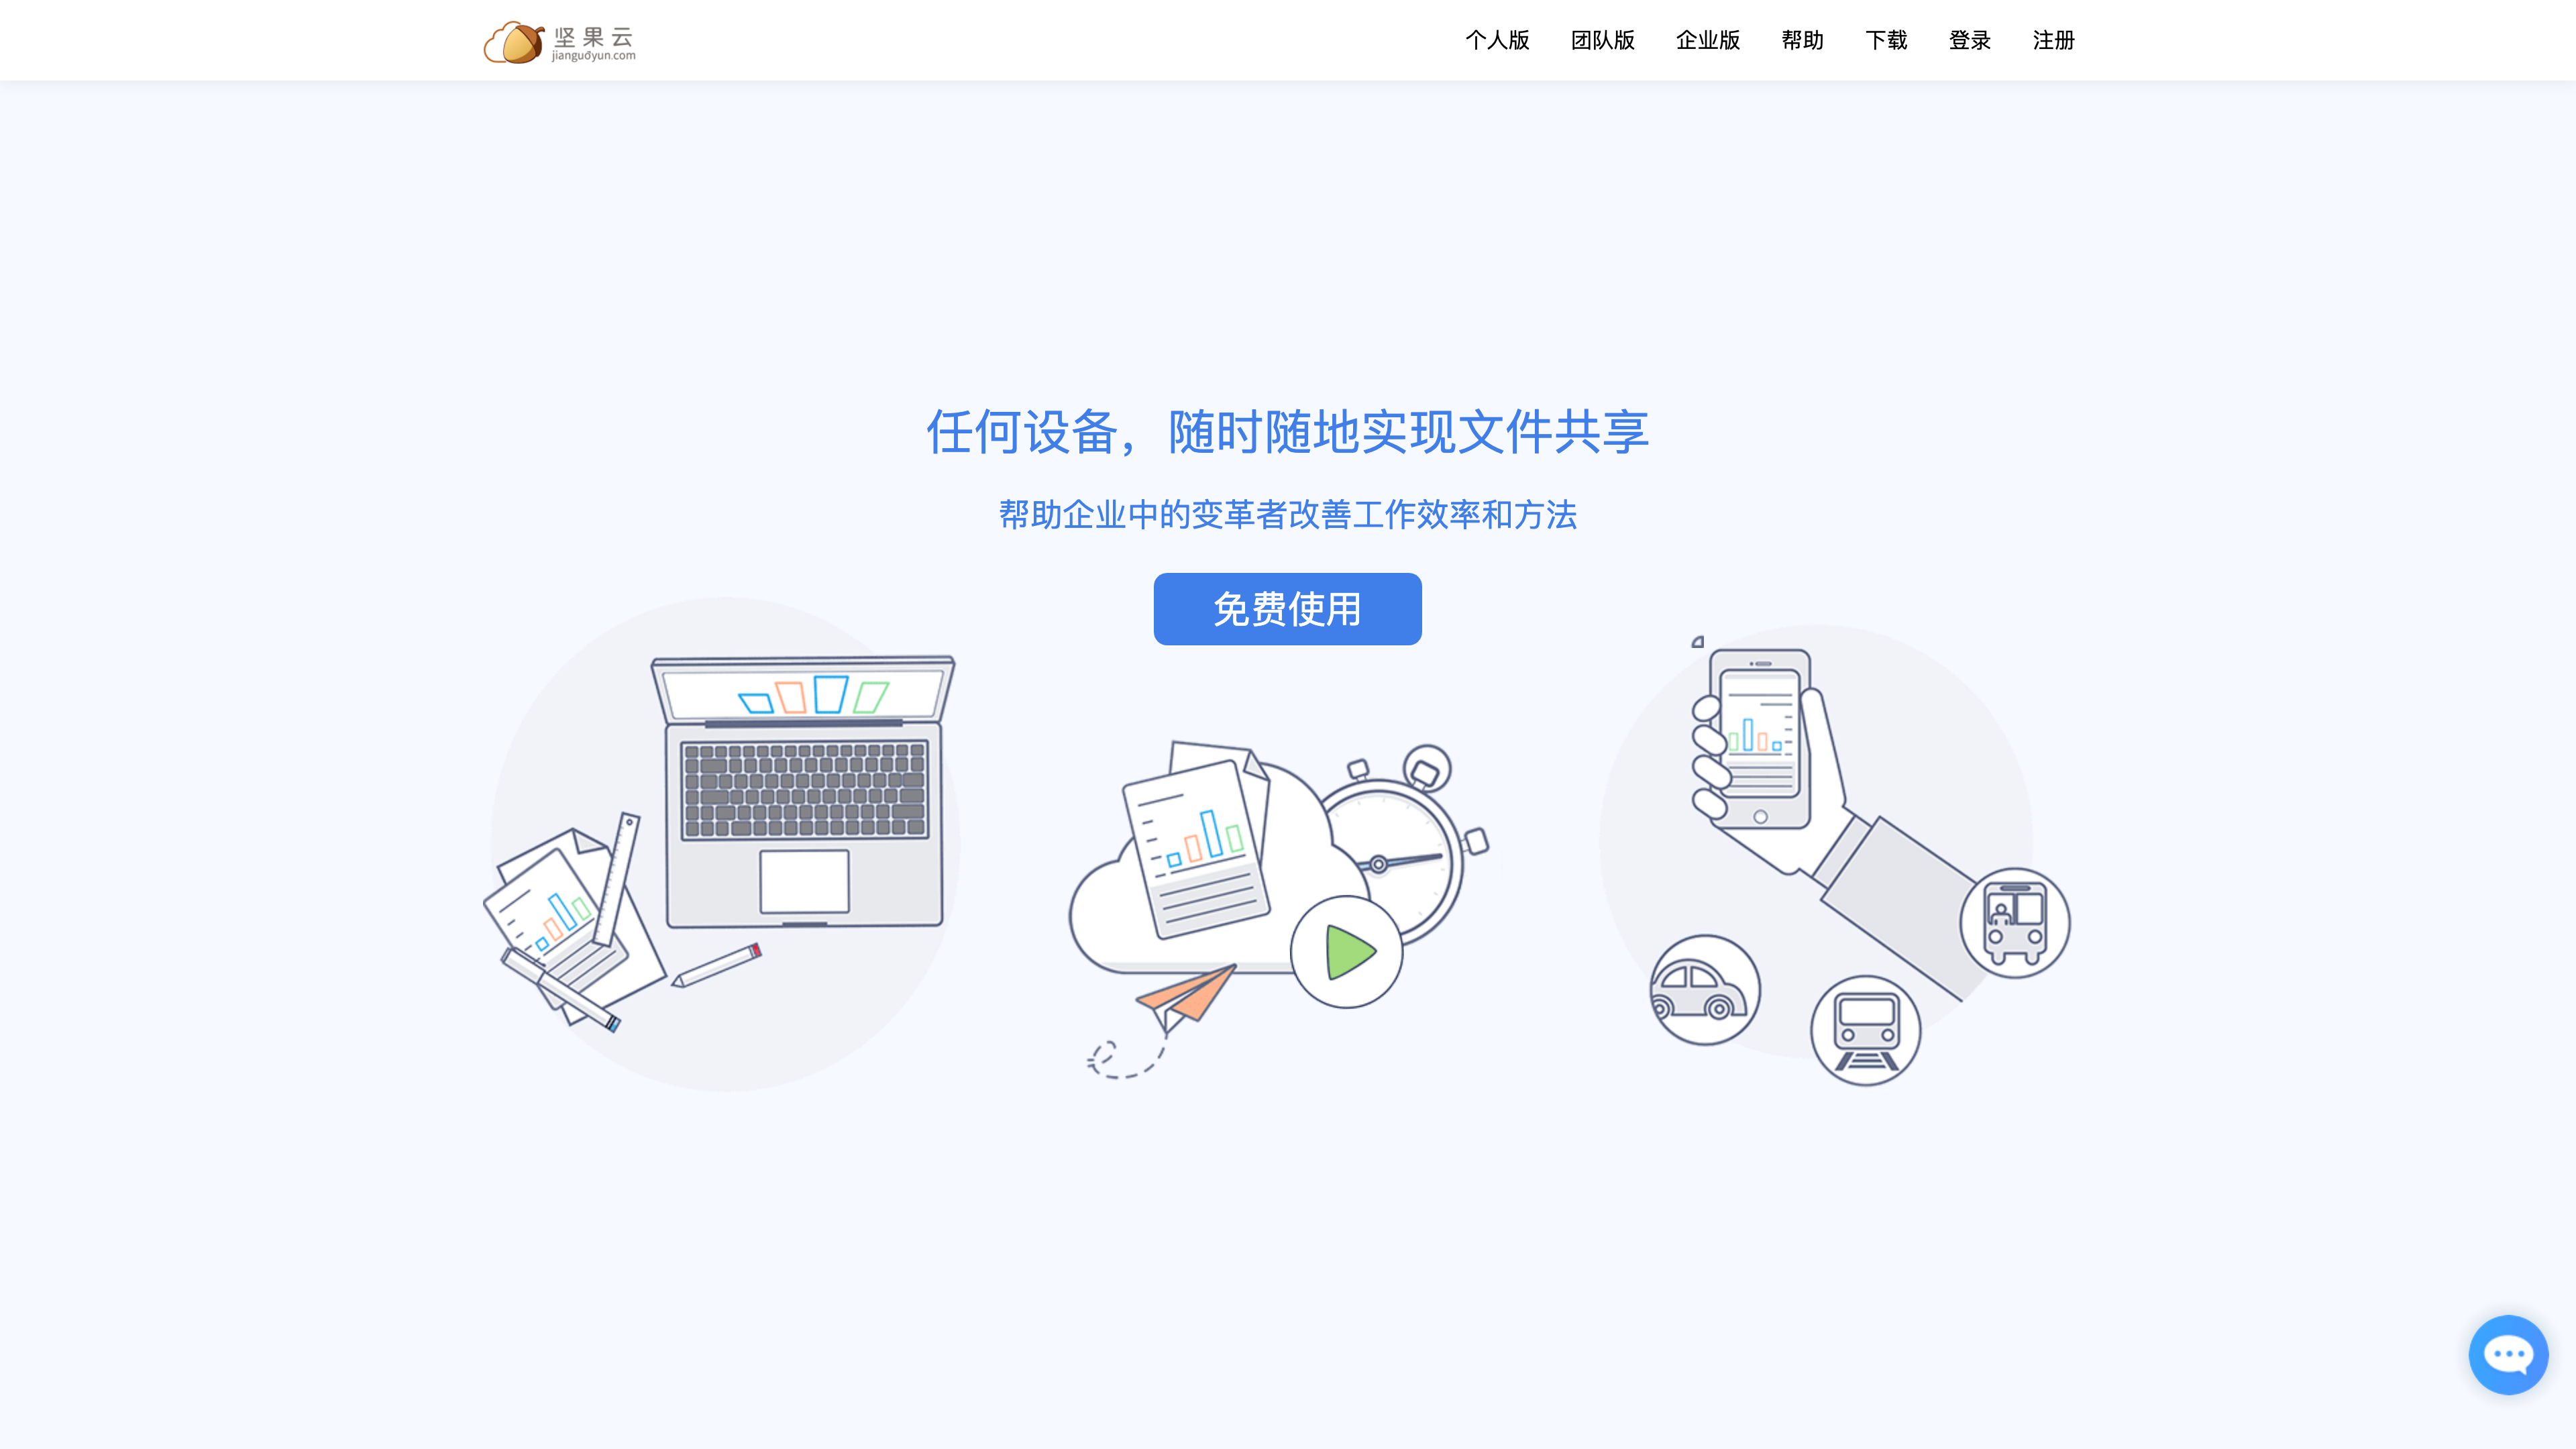 坚果云
jianguoyun.com
个人版 团队版 企业版 帮助 下载 登录 注册
任何设备，随时随地实现文件共享
帮助企业中的变革者改善工作效率和方法
免费使用